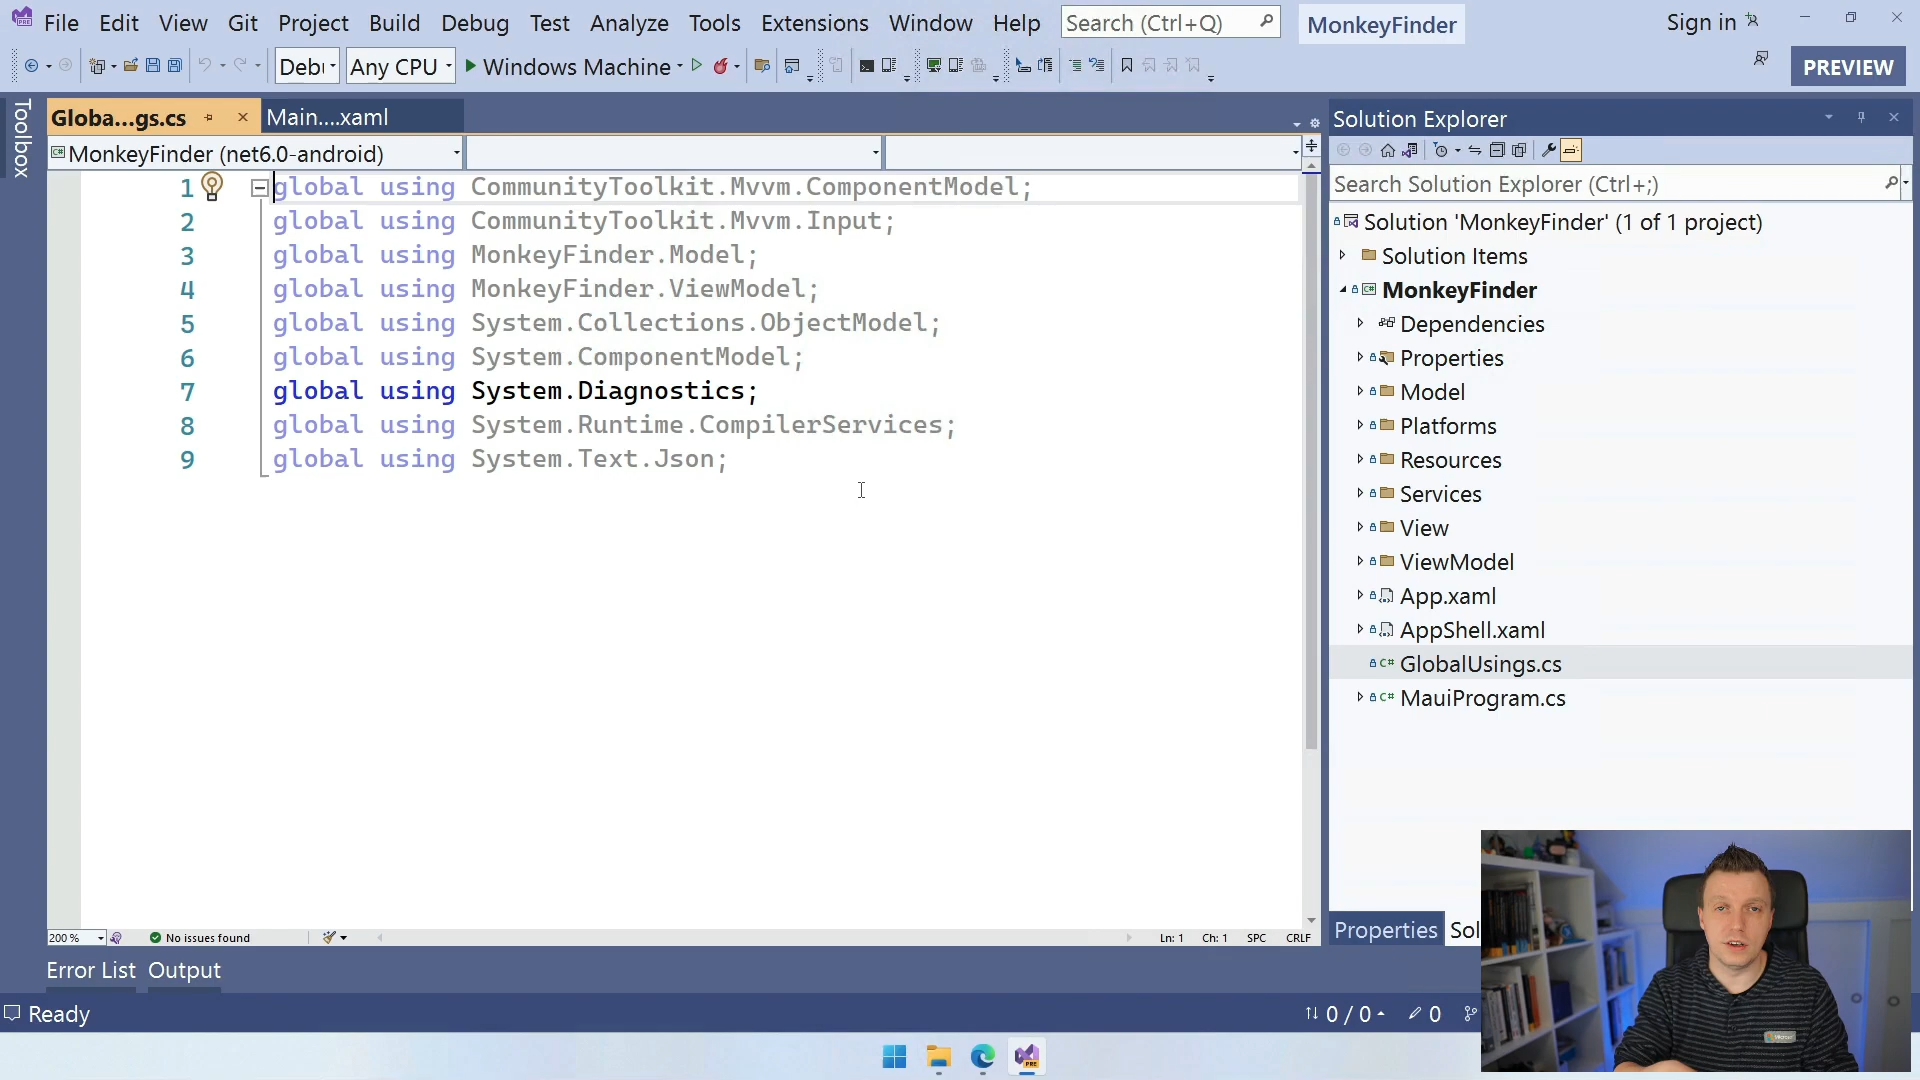 File Edit View Git Project Build Debug Test Analyze Tools Extensions Window Help Search (Ctrl+Q) MonkeyFinder Sign in
Any CPU Windows Machine PREVIEW
Toolbox
Globa...gs.cs Main....xaml
MonkeyFinder (net6.0-android)
1 global using CommunityToolkit.Mvvm.ComponentModel;
2 global using CommunityToolkit.Mvvm.Input;
3 global using MonkeyFinder.Model;
4 global using MonkeyFinder.ViewModel;
5 global using System.Collections.ObjectModel;
6 global using System.ComponentModel;
7 global using System.Diagnostics;
8 global using System.Runtime.CompilerServices;
9 global using System.Text.Json;
200 % No issues found Ln: 1 Ch: 1 SPC CRLF
Solution Explorer
Search Solution Explorer (Ctrl+;)
Solution 'MonkeyFinder' (1 of 1 project)
Solution Items
MonkeyFinder
Dependencies
Properties
Model
Platforms
Resources
Services
View
ViewModel
App.xaml
AppShell.xaml
GlobalUsings.cs
MauiProgram.cs
Properties Sol
Error List Output
Ready 0 / 0 0
PRE